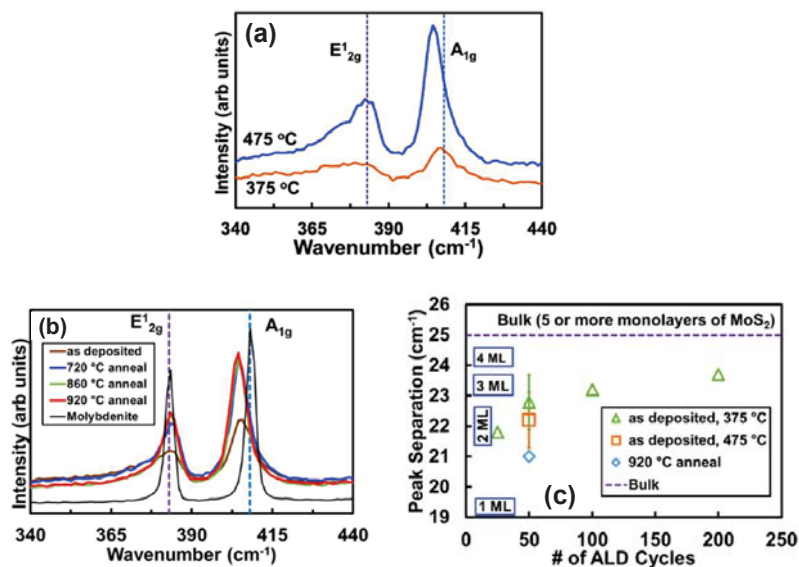 (a)
E¹₂g
A₁g
475 °C
375 °C
Intensity (arb units)
340 365 390 415 440
Wavenumber (cm⁻¹)
(b)
E¹₂g
A₁g
as deposited
720 °C anneal
860 °C anneal
920 °C anneal
Molybdenite
Intensity (arb units)
340 365 390 415 440
Wavenumber (cm⁻¹)
26
25
24
23
22
21
20
19
Peak Separation (cm⁻¹)
Bulk (5 or more monolayers of MoS₂)
4 ML
3 ML
2 ML
1 ML
as deposited, 375 °C
as deposited, 475 °C
920 °C anneal
Bulk
(c)
0 50 100 150 200 250
# of ALD Cycles